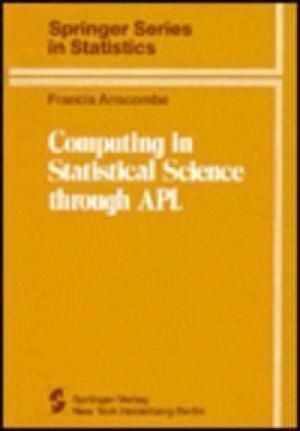 Springer Series
in Statistics
Francis Anscombe
Computing in
Statistical Science
through APL
Springer-Verlag
New York Heidelberg Berlin